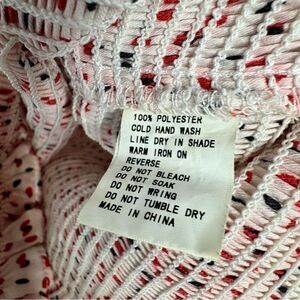 100% POLYESTER
COLD HAND WASH
LINE DRY IN SHADE
WARM IRON ON
REVERSE
DO NOT BLEACH
DO NOT SOAK
DO NOT WRING
DO NOT TUMBLE DRY
MADE IN CHINA